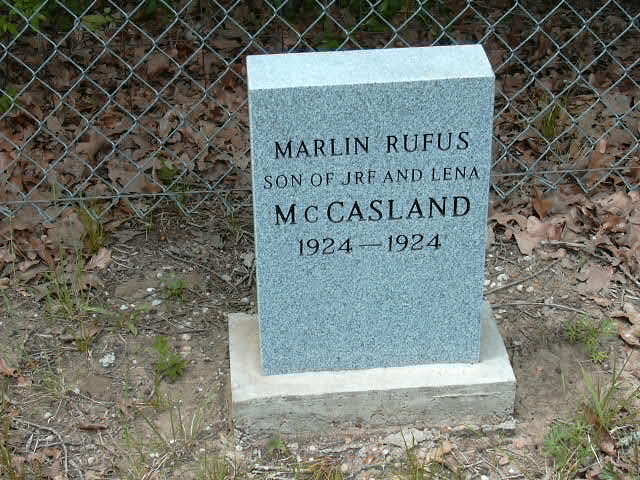 MARLIN RUFUS
SON OF JRF AND LENA
MCCASLAND
1924—1924